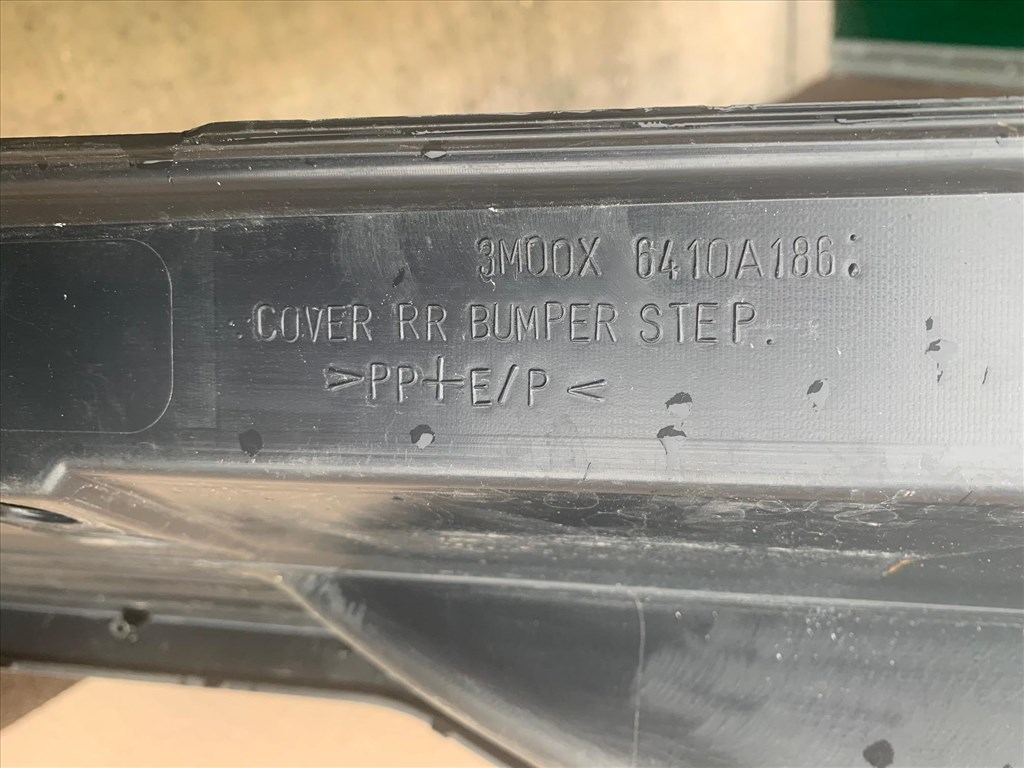 3M00X 6410A186:
COVER RR BUMPER STEP.
>PP+E/P<